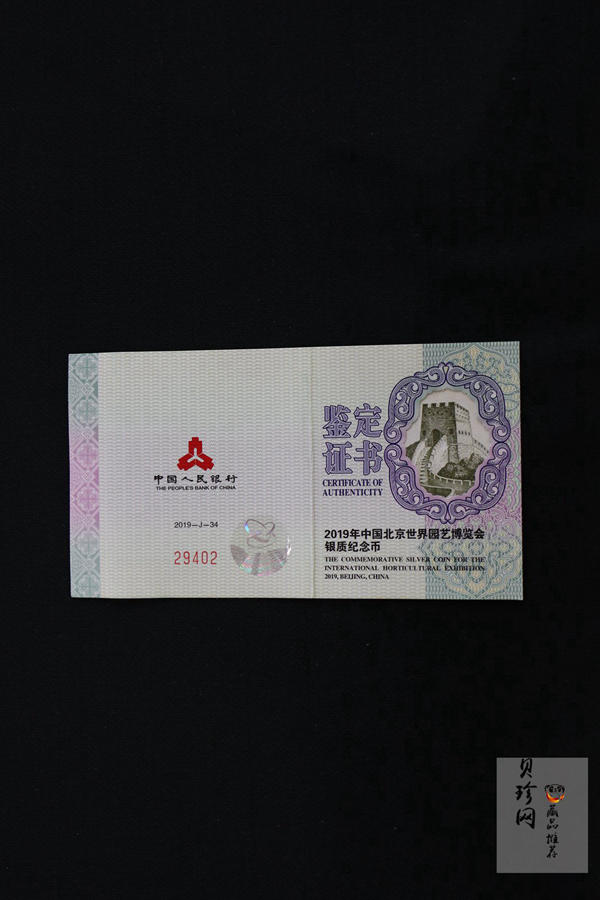 中国人民银行
THE PEOPLE'S BANK OF CHINA
2019-J-34
29402
鉴定
证书
CERTIFICATE OF
AUTHENTICITY
2019年中国北京世界园艺博览会
银质纪念币
THE COMMEMORATIVE SILVER COIN FOR THE
INTERNATIONAL HORTICULTURAL EXHIBITION
2019, BEIJING, CHINA
贝珍网
藏品推荐